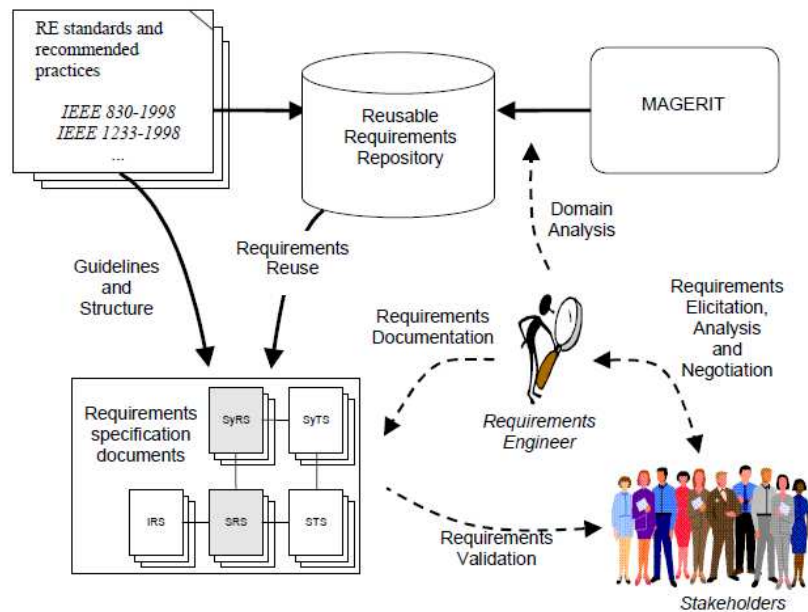 RE standards and
recommended
practices
IEEE 830-1998
IEEE 1233-1998
...
Reusable
Requirements
Repository
MAGERIT
Domain
Analysis
Requirements
Reuse
Guidelines
and
Structure
Requirements
Documentation
Requirements
Elicitation,
Analysis
and
Negotiation
Requirements
Engineer
Requirements
specification
documents
SyRS
SyTS
IRS
SRS
STS
Requirements
Validation
Stakeholders